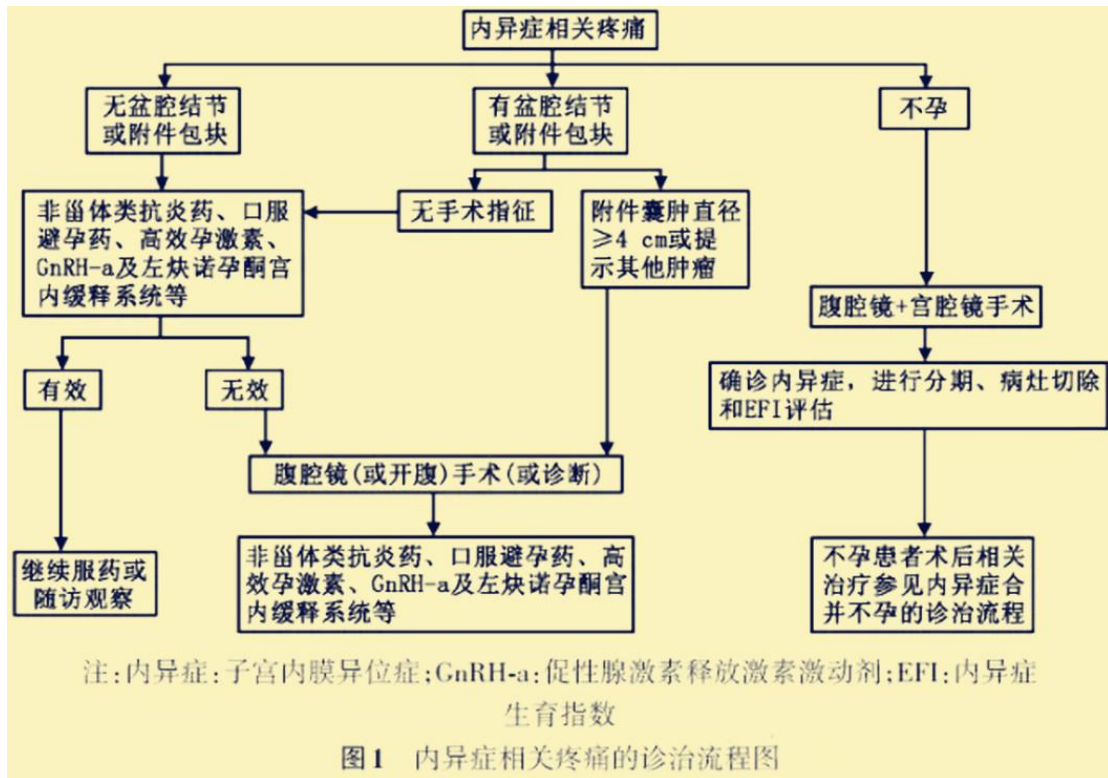 内异症相关疼痛
无盆腔结节
或附件包块
有盆腔结节
或附件包块
不孕
非甾体类抗炎药、口服
避孕药、高效孕激素、
GnRH-a及左炔诺孕酮宫
内缓释系统等
无手术指征
附件囊肿直径
≥4 cm或提
示其他肿瘤
腹腔镜+宫腔镜手术
有效
无效
确诊内异症，进行分期、病灶切除
和EFI评估
腹腔镜(或开腹)手术(或诊断)
继续服药或
随访观察
非甾体类抗炎药、口服避孕药、高
效孕激素、GnRH-a及左炔诺孕酮宫
内缓释系统等
不孕患者术后相关
治疗参见内异症合
并不孕的诊治流程
注:内异症:子宫内膜异位症;GnRH-a:促性腺激素释放激素激动剂;EFI:内异症
生育指数
图1 内异症相关疼痛的诊治流程图